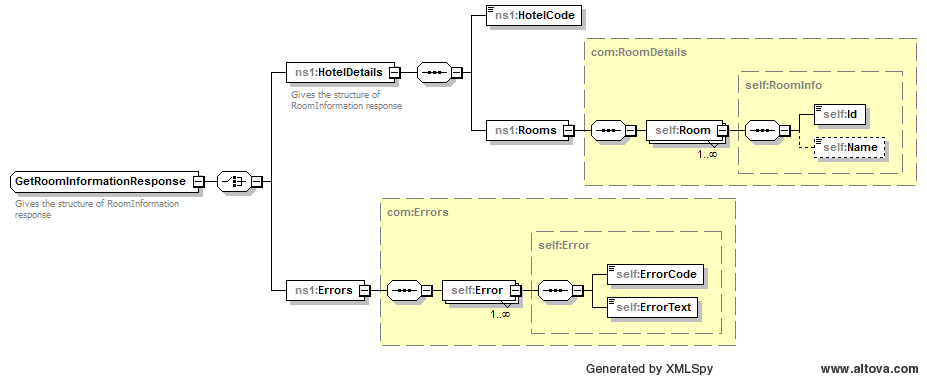 ns1:HotelCode
com:RoomDetails
ns1:HotelDetails
Gives the structure of
RoomInformation response
self:RoomInfo
self:Id
ns1:Rooms
self:Room
1..∞
self:Name
GetRoomInformationResponse
Gives the structure of RoomInformation
response
com:Errors
self:Error
self:ErrorCode
ns1:Errors
self:Error
1..∞
self:ErrorText
Generated by XMLSpy
www.altova.com